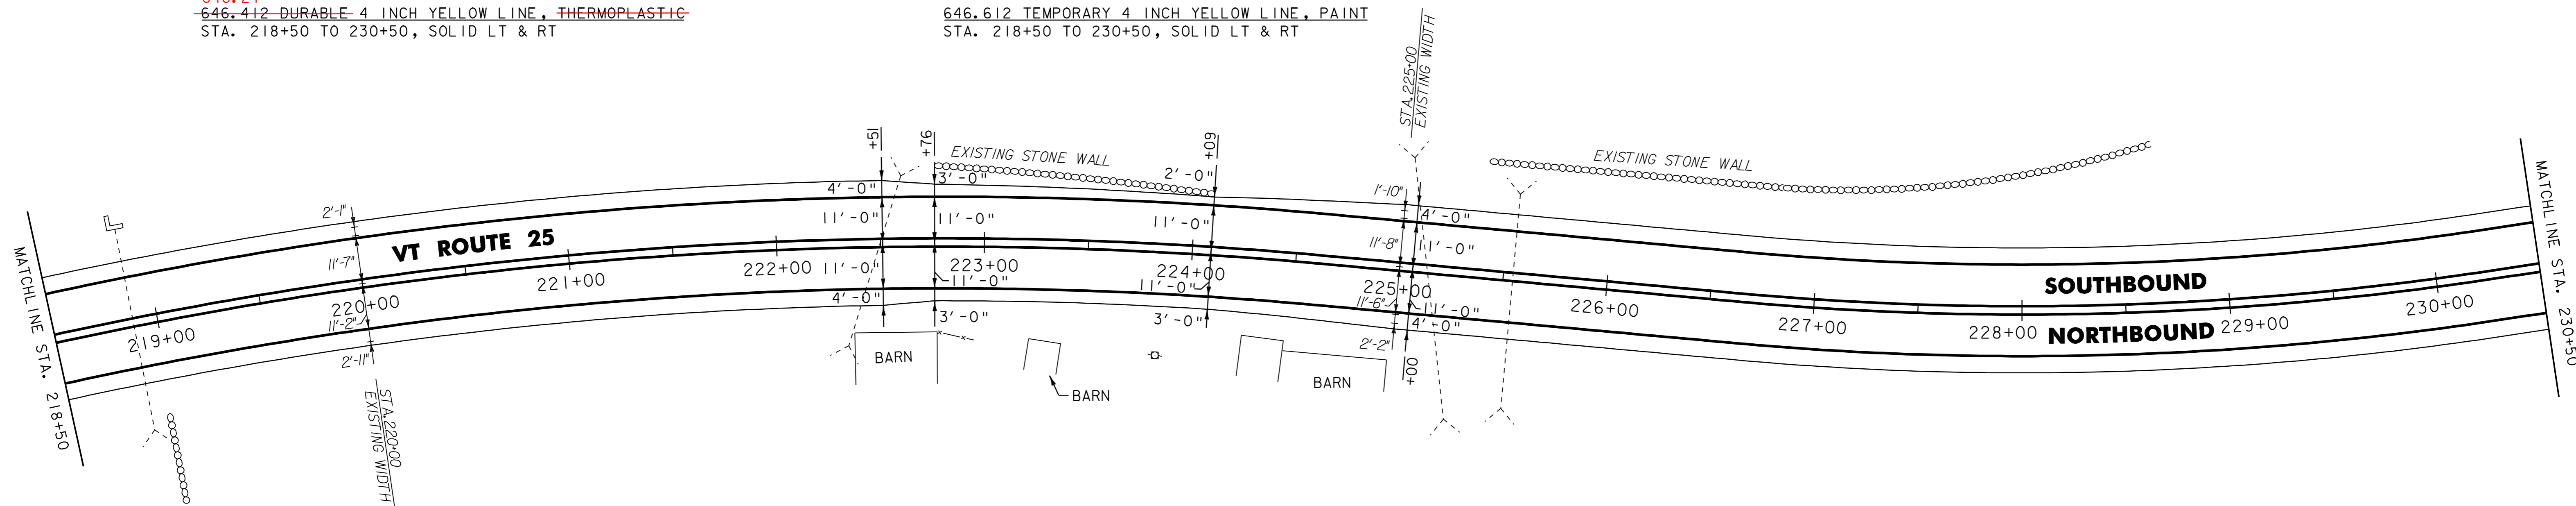 646.412 DURABLE 4 INCH YELLOW LINE, THERMOPLASTIC
STA. 218+50 TO 230+50, SOLID LT & RT
646.612 TEMPORARY 4 INCH YELLOW LINE, PAINT
STA. 218+50 TO 230+50, SOLID LT & RT
MATCHLINE STA. 218+50
2'-1"
11'-7"
11'-2"
2'-11"
STA.220+00
EXISTING WIDTH
VT ROUTE 25
219+00
220+00
221+00
222+00
223+00
224+00
225+00
226+00
227+00
228+00
229+00
230+00
+51
4'-0"
11'-0"
11'-0"
4'-0"
+76
3'-0"
11'-0"
11'-0"
3'-0"
EXISTING STONE WALL
+09
2'-0"
11'-0"
11'-0"
3'-0"
BARN
BARN
BARN
STA.225+00
EXISTING WIDTH
1'-10"
11'-8"
11'-6"
2'-2"
4'-0"
11'-0"
11'-0"
4'-0"
+00
EXISTING STONE WALL
SOUTHBOUND
NORTHBOUND
MATCHLINE STA. 230+50